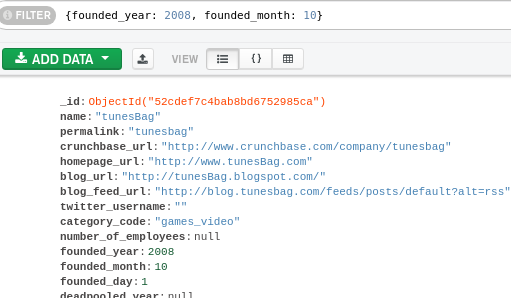 FILTER {founded_year: 2008, founded_month: 10}
ADD DATA VIEW {}
_id: ObjectId("52cdef7c4bab8bd6752985ca")
name: "tunesBag"
permalink: "tunesbag"
crunchbase_url: "http://www.crunchbase.com/company/tunesbag"
homepage_url: "http://www.tunesBag.com"
blog_url: "http://tunesBag.blogspot.com/"
blog_feed_url: "http://blog.tunesbag.com/feeds/posts/default?alt=rss"
twitter_username: ""
category_code: "games_video"
number_of_employees: null
founded_year: 2008
founded_month: 10
founded_day: 1
deadpooled_year: null